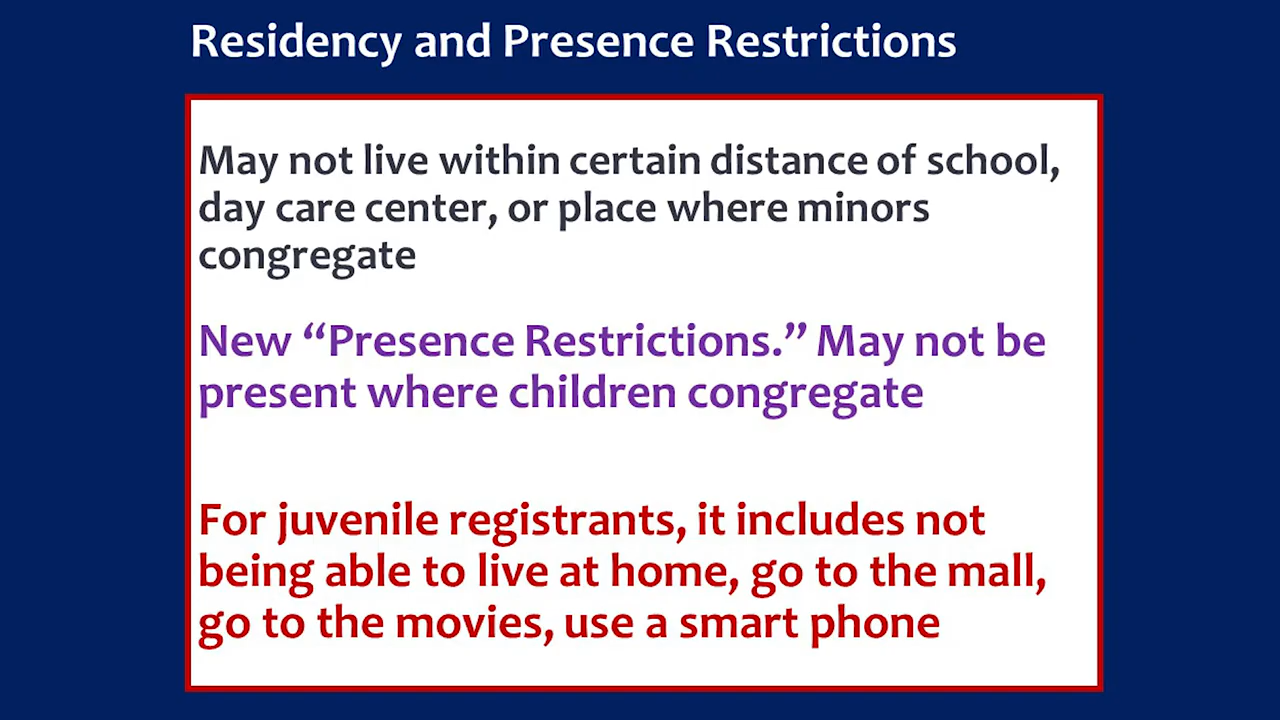 Residency and Presence Restrictions
May not live within certain distance of school,
day care center, or place where minors
congregate
New “Presence Restrictions.” May not be
present where children congregate
For juvenile registrants, it includes not
being able to live at home, go to the mall,
go to the movies, use a smart phone